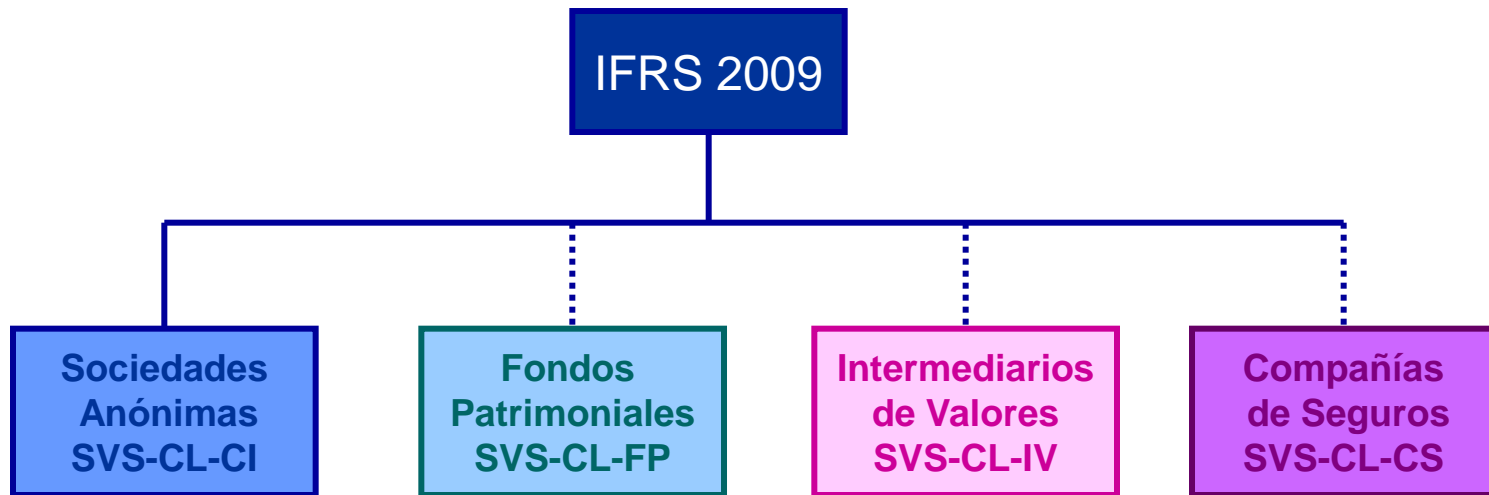 IFRS 2009
Sociedades
Anónimas
SVS-CL-CI
Fondos
Patrimoniales
SVS-CL-FP
Intermediarios
de Valores
SVS-CL-IV
Compañías
de Seguros
SVS-CL-CS